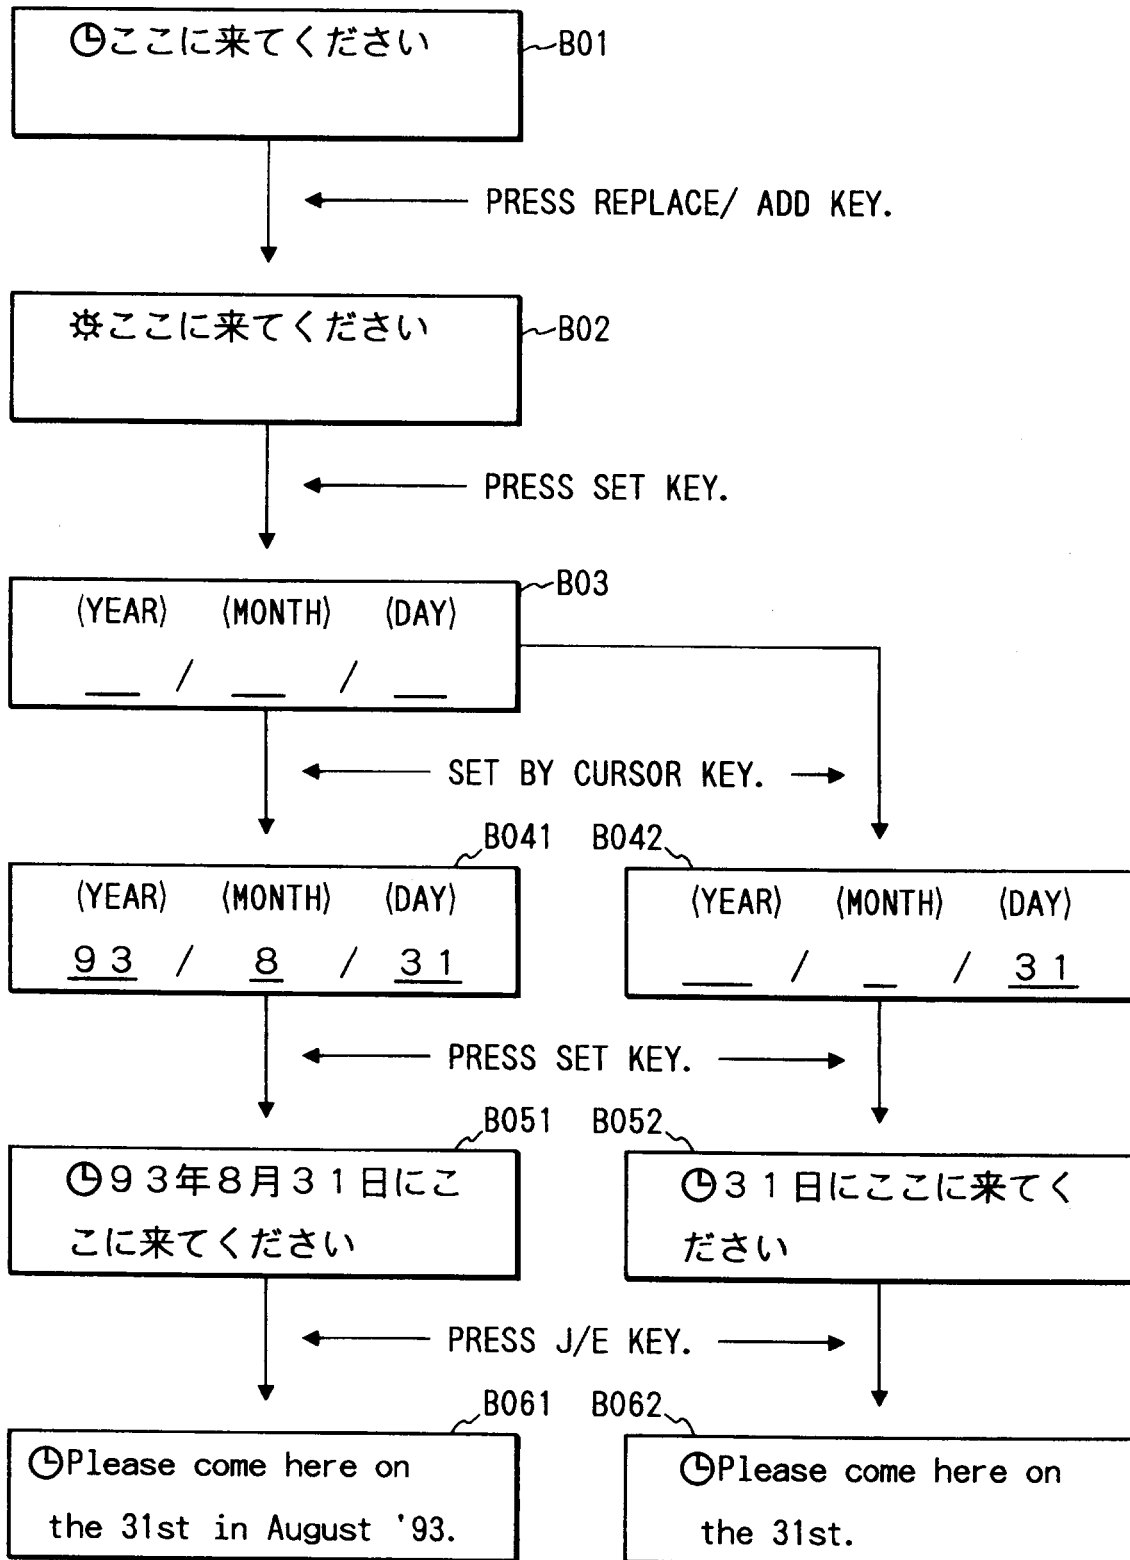 ここに来てください
B01
PRESS REPLACE/ ADD KEY.
ここに来てください
B02
PRESS SET KEY.
B03
(YEAR) (MONTH) (DAY)
__ / __ / __
SET BY CURSOR KEY.
B041 B042
(YEAR) (MONTH) (DAY) (YEAR) (MONTH) (DAY)
93 / 8 / 31 __ / _ / 31
PRESS SET KEY.
B051 B052
93年8月31日にこ
こに来てください
31日にここに来てく
ださい
PRESS J/E KEY.
B061 B062
Please come here on
the 31st in August '93.
Please come here on
the 31st.